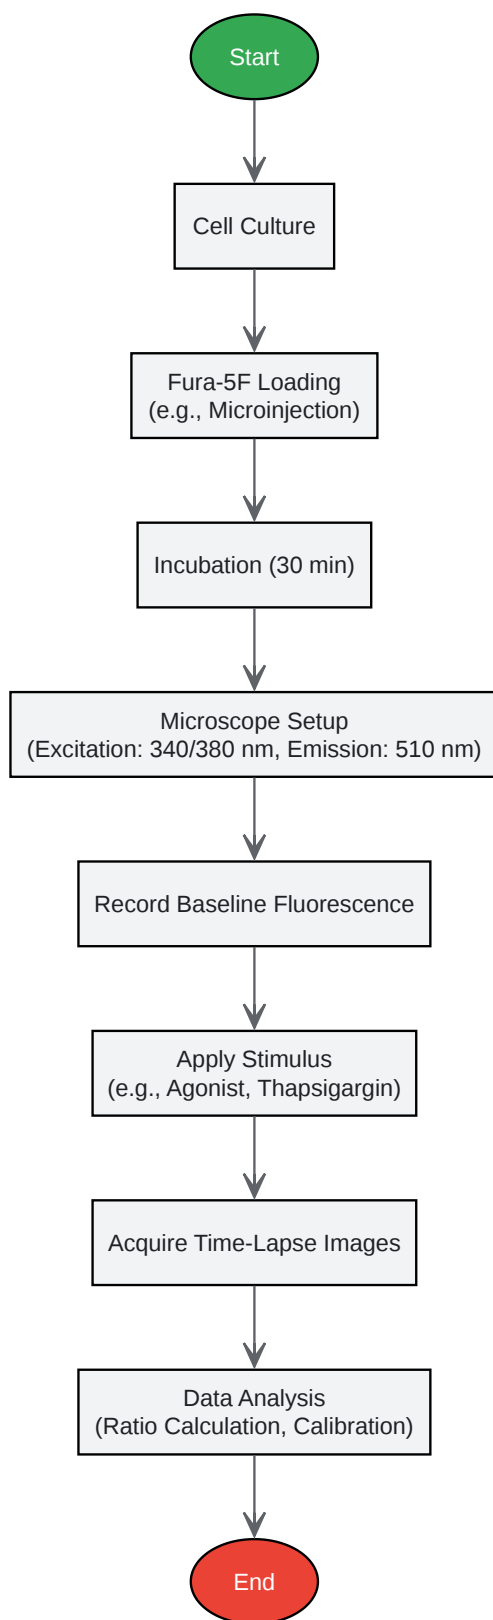 Start
Cell Culture
Fura-5F Loading
(e.g., Microinjection)
Incubation (30 min)
Microscope Setup
(Excitation: 340/380 nm, Emission: 510 nm)
Record Baseline Fluorescence
Apply Stimulus
(e.g., Agonist, Thapsigargin)
Acquire Time-Lapse Images
Data Analysis
(Ratio Calculation, Calibration)
End